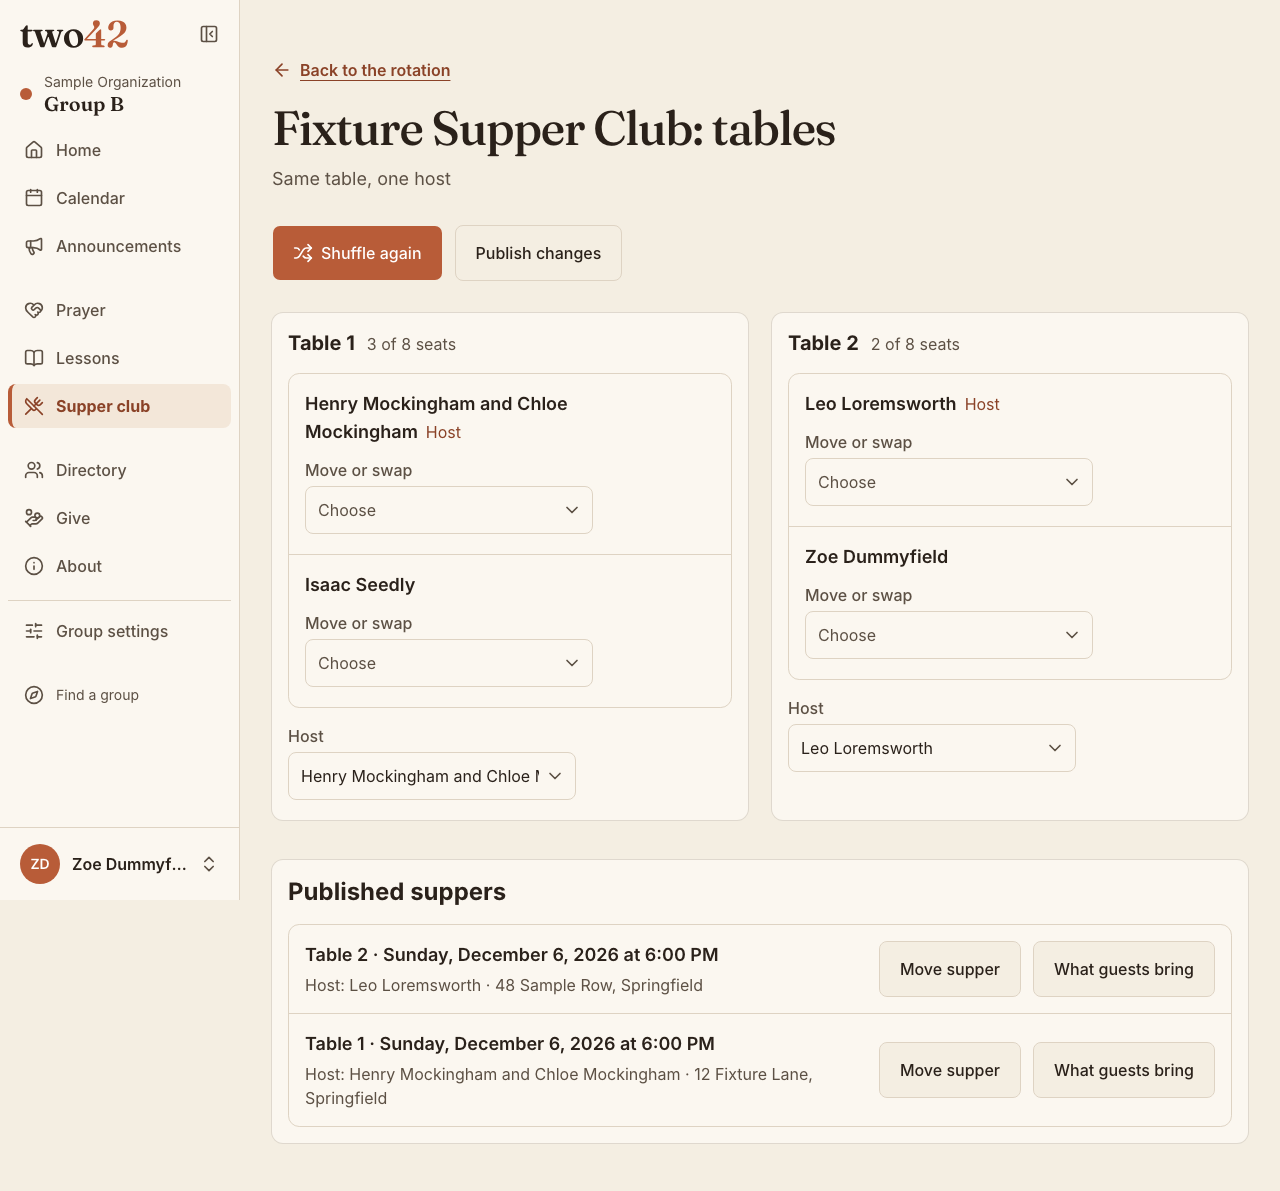 two42
Sample Organization
Group B
Home
Calendar
Announcements
Prayer
Lessons
Supper club
Directory
Give
About
Group settings
Find a group
ZD
Zoe Dummyf...
Back to the rotation
Fixture Supper Club: tables
Same table, one host
Shuffle again
Publish changes
Table 1 3 of 8 seats
Henry Mockingham and Chloe
Mockingham Host
Move or swap
Choose
Isaac Seedly
Move or swap
Choose
Host
Henry Mockingham and Chloe
Table 2 2 of 8 seats
Leo Loremsworth Host
Move or swap
Choose
Zoe Dummyfield
Move or swap
Choose
Host
Leo Loremsworth
Published suppers
Table 2 · Sunday, December 6, 2026 at 6:00 PM
Host: Leo Loremsworth · 48 Sample Row, Springfield
Move supper
What guests bring
Table 1 · Sunday, December 6, 2026 at 6:00 PM
Host: Henry Mockingham and Chloe Mockingham · 12 Fixture Lane,
Springfield
Move supper
What guests bring